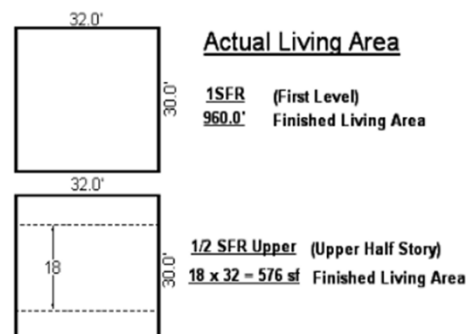 32.0'
Actual Living Area
30.0'
1SFR (First Level)
960.0' Finished Living Area
32.0'
1/2 SFR Upper (Upper Half Story)
18
30.0'
18 x 32 = 576 sf Finished Living Area